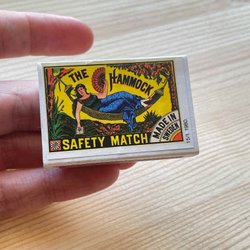 THE HAMMOCK
MADE IN
SWEDEN
SAFETY MATCH